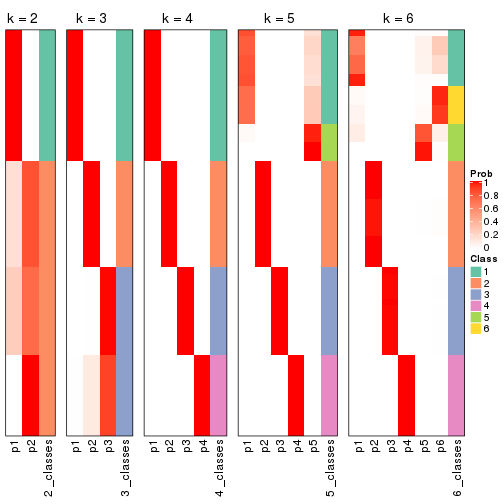 k = 2
k = 3
k = 4
k = 5
k = 6
Prob
1
0.8
0.6
0.4
0.2
0
Class
1
2
3
4
5
6
p1
p2
2_classes
p1
p2
p3
3_classes
p1
p2
p3
p4
4_classes
p1
p2
p3
p4
p5
5_classes
p1
p2
p3
p4
p5
p6
6_classes